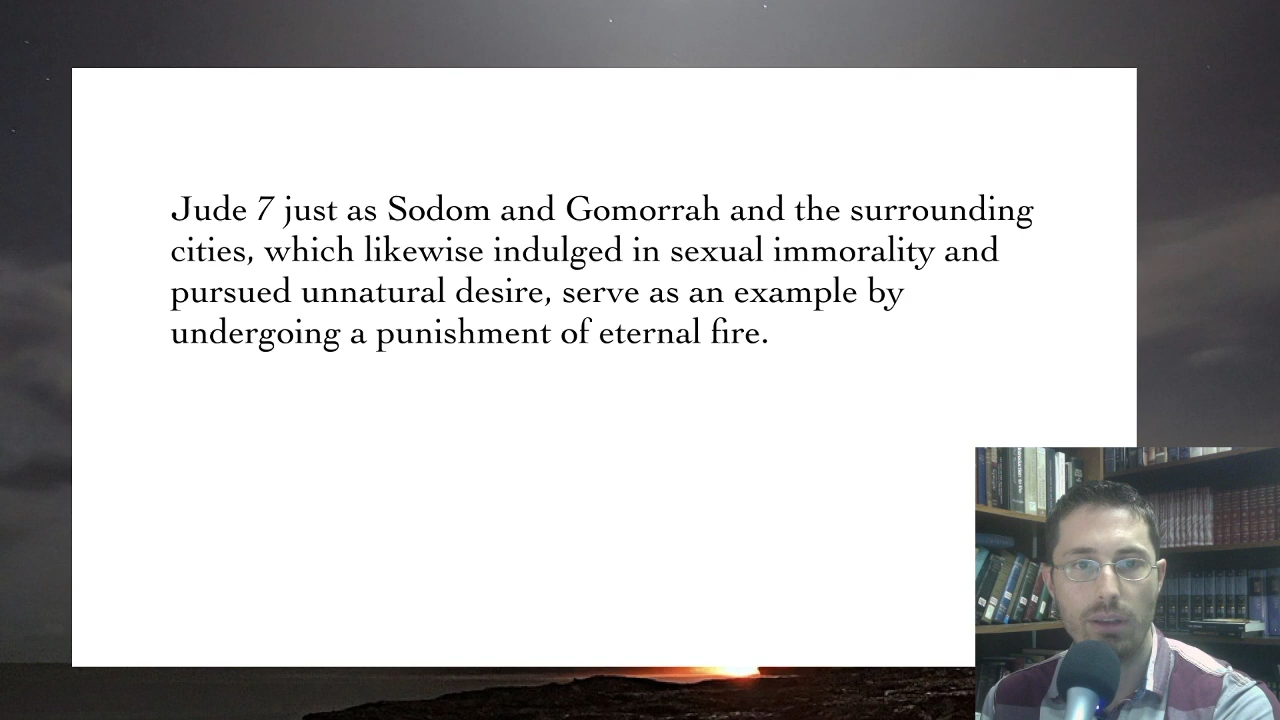 Jude 7 just as Sodom and Gomorrah and the surrounding
cities, which likewise indulged in sexual immorality and
pursued unnatural desire, serve as an example by
undergoing a punishment of eternal fire.